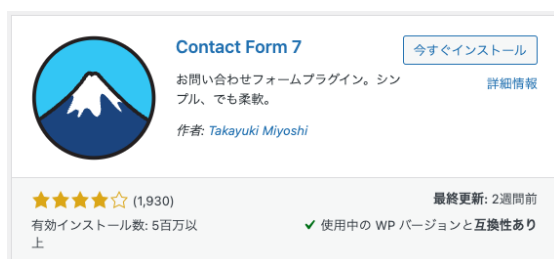 Contact Form 7
今すぐインストール
お問い合わせフォームプラグイン。シン
プル、でも柔軟。
詳細情報
作者: Takayuki Miyoshi
(1,930)
最終更新: 2週間前
有効インストール数: 5百万以
上
使用中の WP バージョンと互換性あり